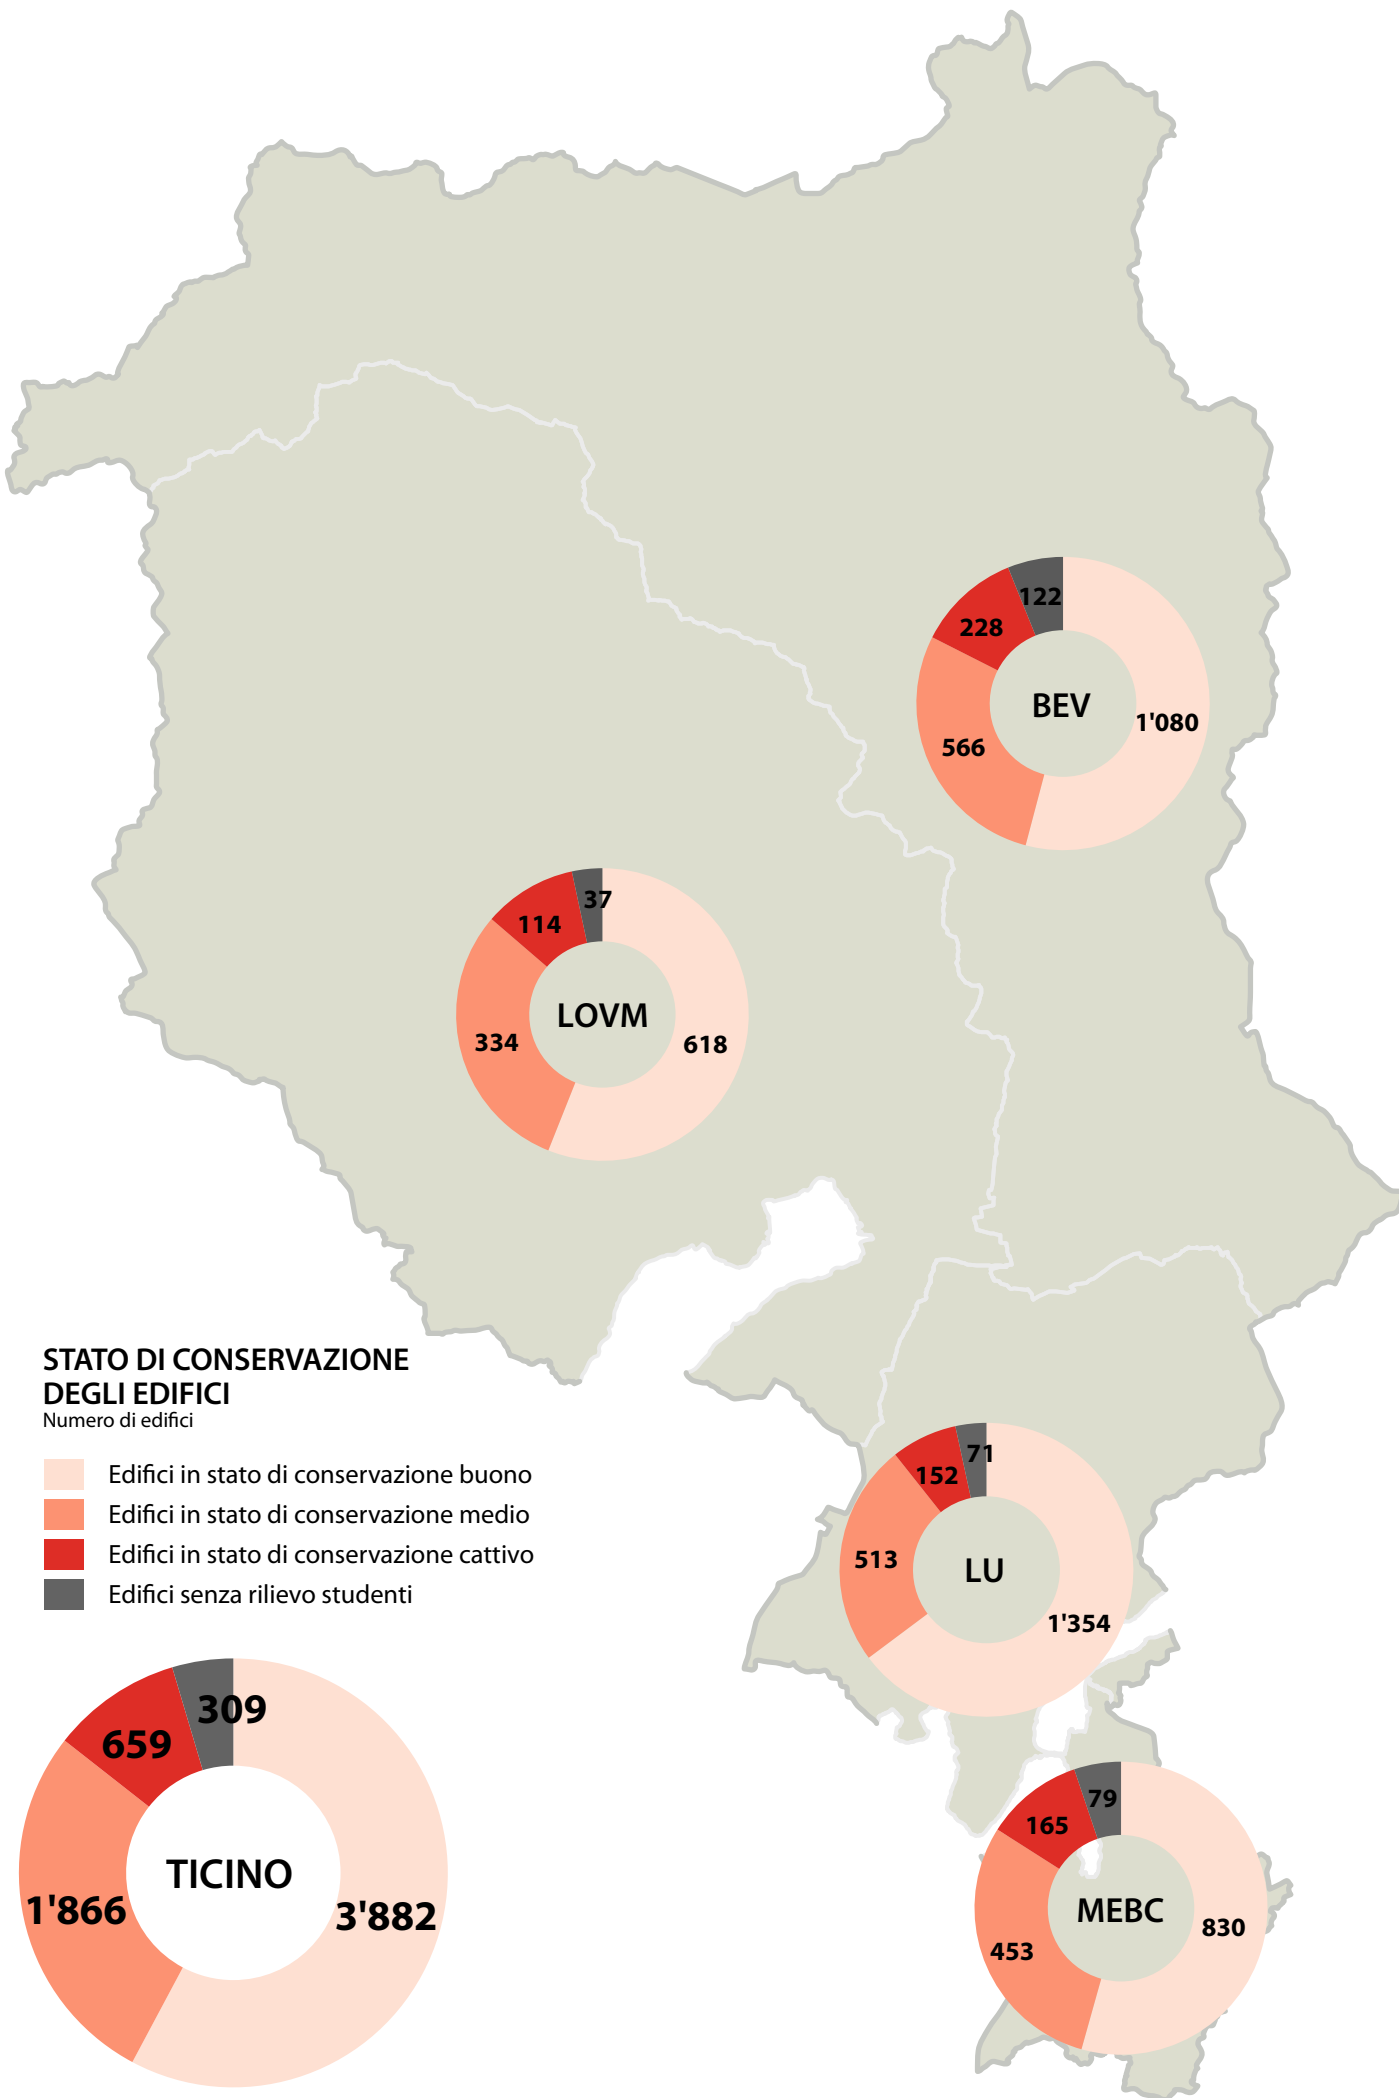 122
228
BEV
1'080
566
37
114
LOVM
334
618
STATO DI CONSERVAZIONE
DEGLI EDIFICI
Numero di edifici
Edifici in stato di conservazione buono
Edifici in stato di conservazione medio
Edifici in stato di conservazione cattivo
Edifici senza rilievo studenti
71
152
513
LU
1'354
309
659
TICINO
1'866
3'882
79
165
MEBC
830
453